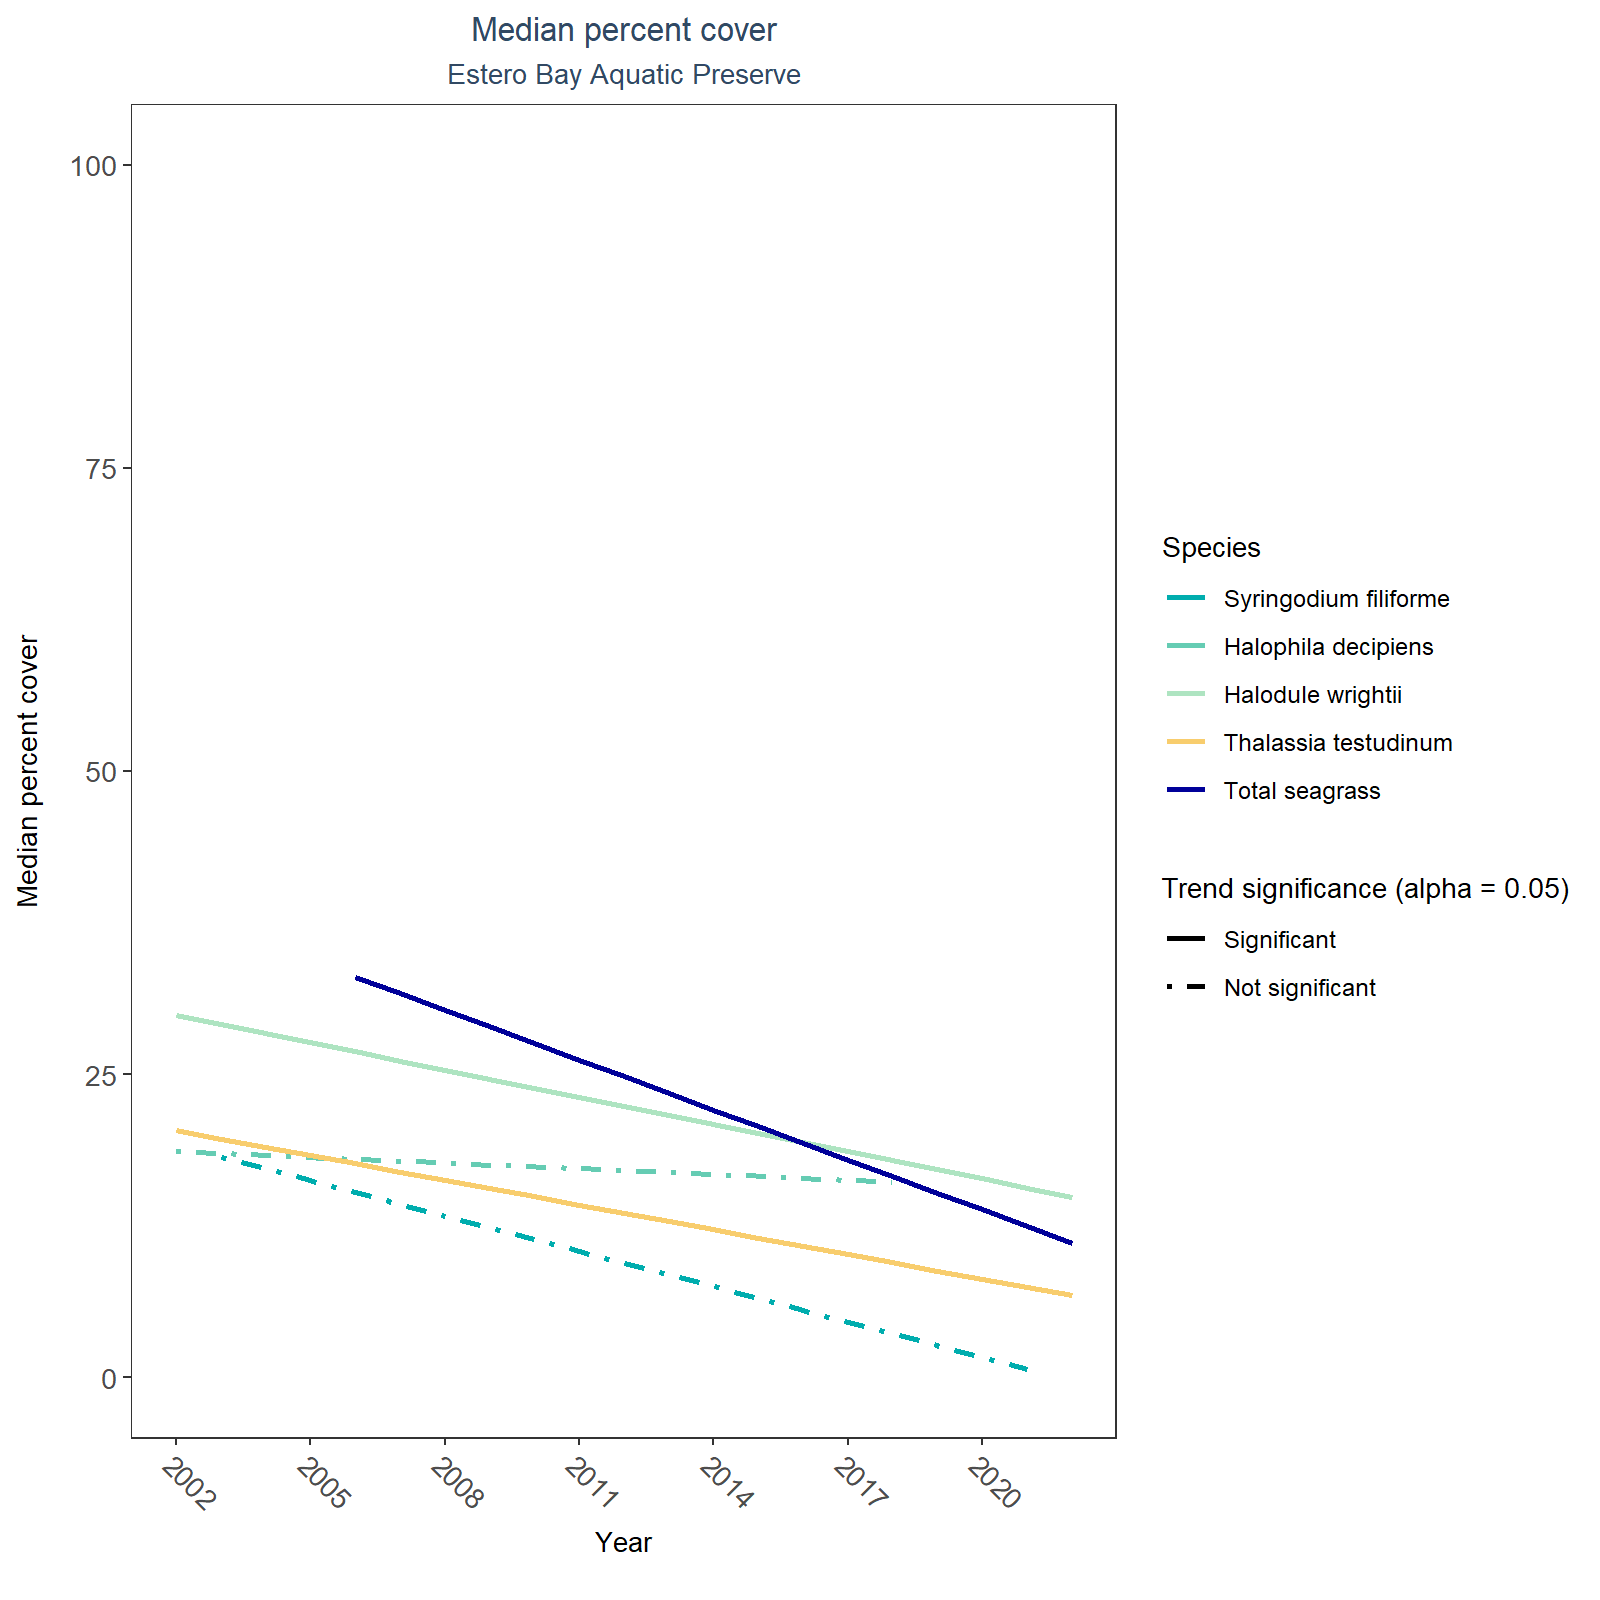 Median percent cover
Estero Bay Aquatic Preserve
Median percent cover
100
75
50
25
0
2002
2005
2008
2011
2014
2017
2020
Year
Species
Syringodium filiforme
Halophila decipiens
Halodule wrightii
Thalassia testudinum
Total seagrass
Trend significance (alpha = 0.05)
Significant
Not significant